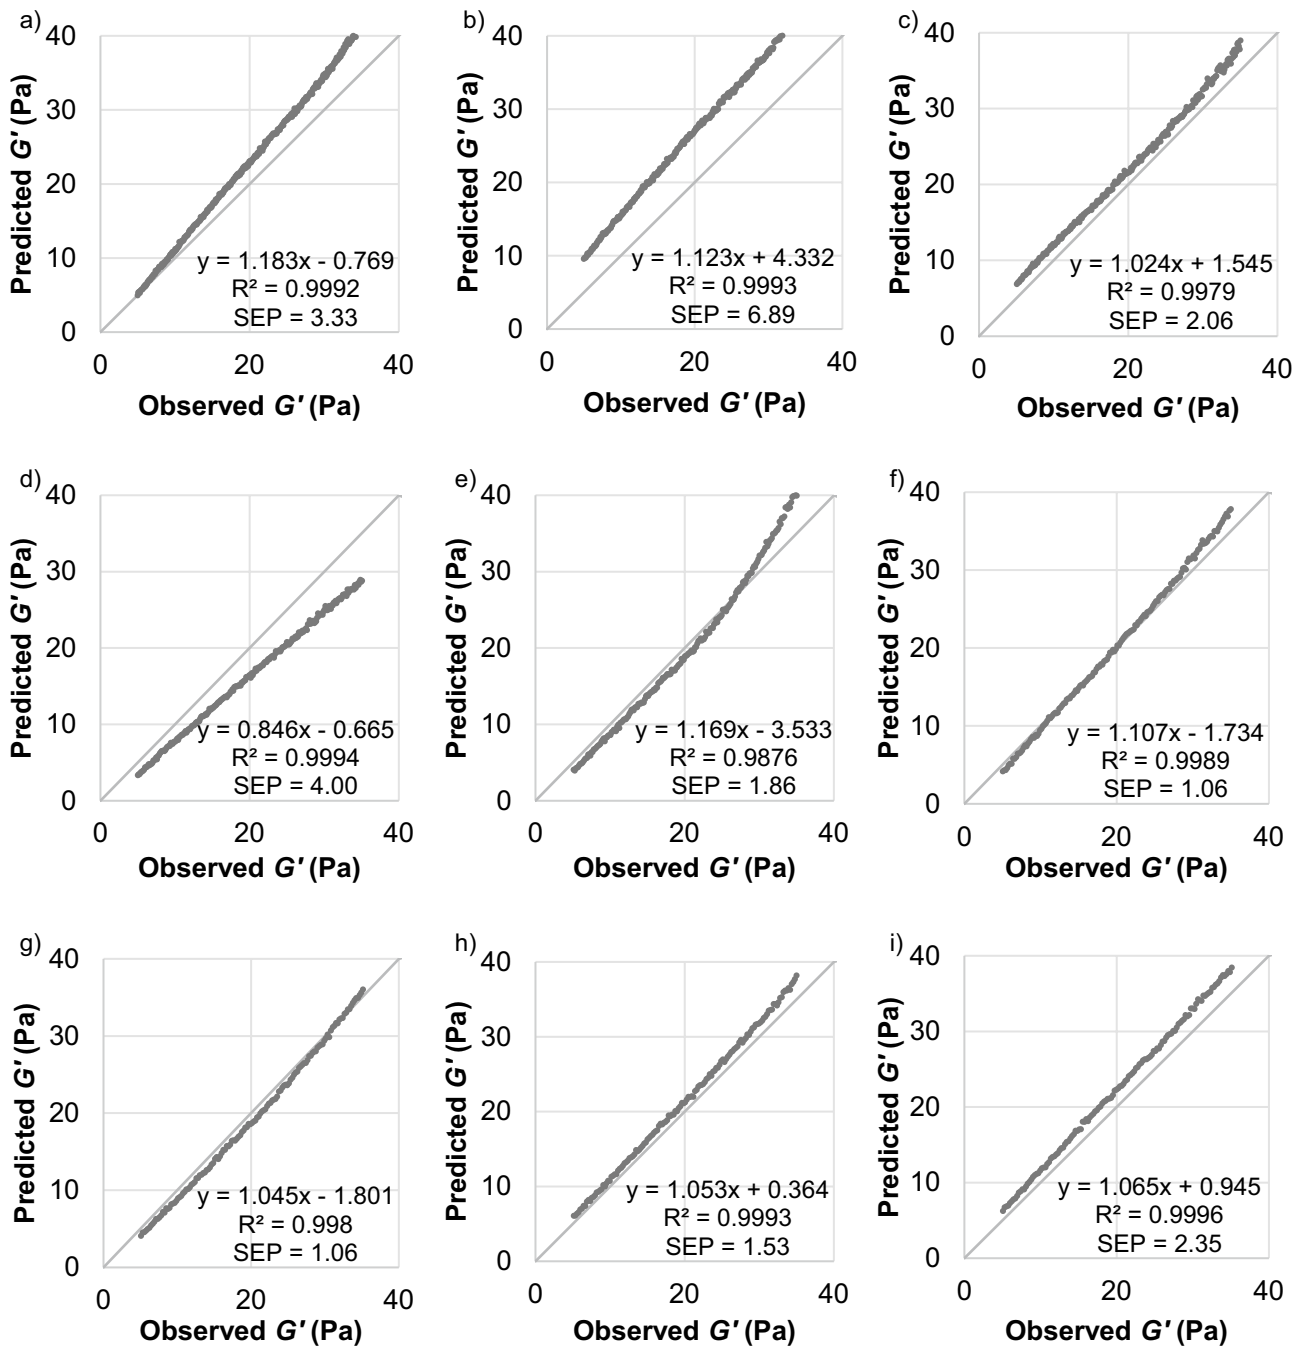 a)
40
30
20
10
0
Predicted G' (Pa)
y = 1.183x - 0.769
R² = 0.9992
SEP = 3.33
0 20 40
Observed G' (Pa)
b)
40
30
20
10
0
Predicted G' (Pa)
y = 1.123x + 4.332
R² = 0.9993
SEP = 6.89
0 20 40
Observed G' (Pa)
c)
40
30
20
10
0
Predicted G' (Pa)
y = 1.024x + 1.545
R² = 0.9979
SEP = 2.06
0 20 40
Observed G' (Pa)
d)
40
30
20
10
0
Predicted G' (Pa)
y = 0.846x - 0.665
R² = 0.9994
SEP = 4.00
0 20 40
Observed G' (Pa)
e)
40
30
20
10
0
Predicted G' (Pa)
y = 1.169x - 3.533
R² = 0.9876
SEP = 1.86
0 20 40
Observed G' (Pa)
f)
40
30
20
10
0
Predicted G' (Pa)
y = 1.107x - 1.734
R² = 0.9989
SEP = 1.06
0 20 40
Observed G' (Pa)
g)
40
30
20
10
0
Predicted G' (Pa)
y = 1.045x - 1.801
R² = 0.998
SEP = 1.06
0 20 40
Observed G' (Pa)
h)
40
30
20
10
0
Predicted G' (Pa)
y = 1.053x + 0.364
R² = 0.9993
SEP = 1.53
0 20 40
Observed G' (Pa)
i)
40
30
20
10
0
Predicted G' (Pa)
y = 1.065x + 0.945
R² = 0.9996
SEP = 2.35
0 20 40
Observed G' (Pa)